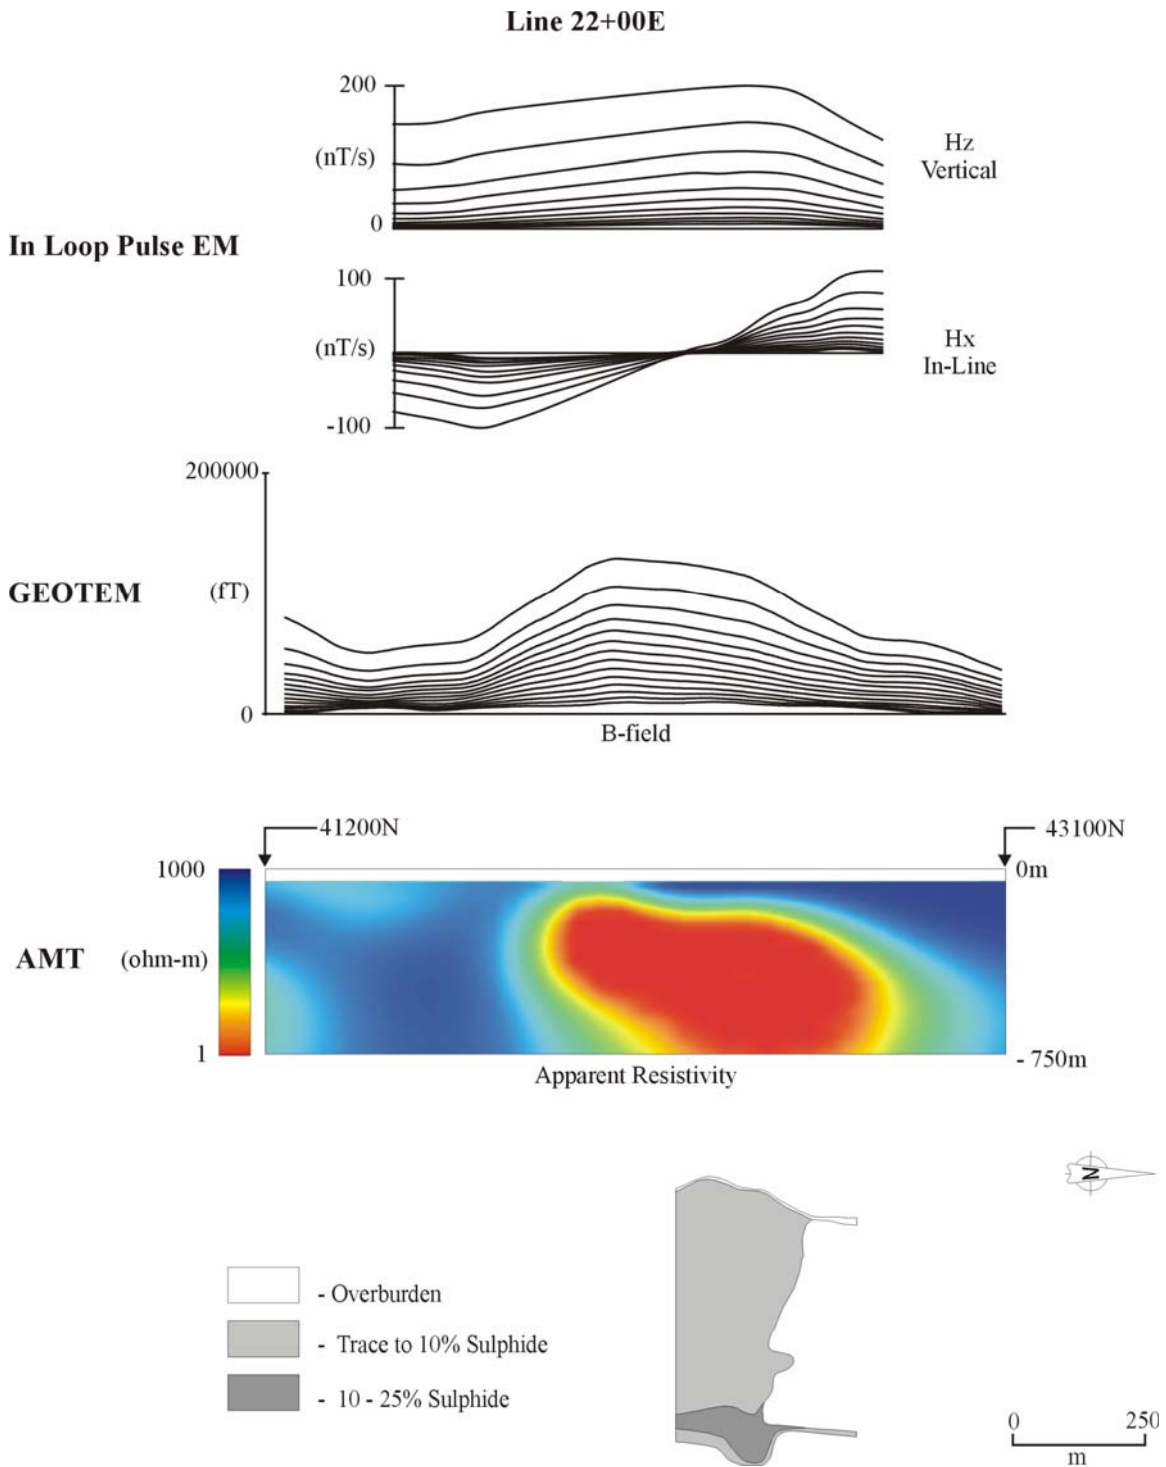 Line 22+00E
200
(nT/s)
0
Hz
Vertical
In Loop Pulse EM
100
(nT/s)
-100
Hx
In-Line
200000
GEOTEM
(fT)
0
B-field
41200N
43100N
1000
0m
AMT
(ohm-m)
1
- 750m
Apparent Resistivity
N
- Overburden
- Trace to 10% Sulphide
- 10 - 25% Sulphide
0
250
m